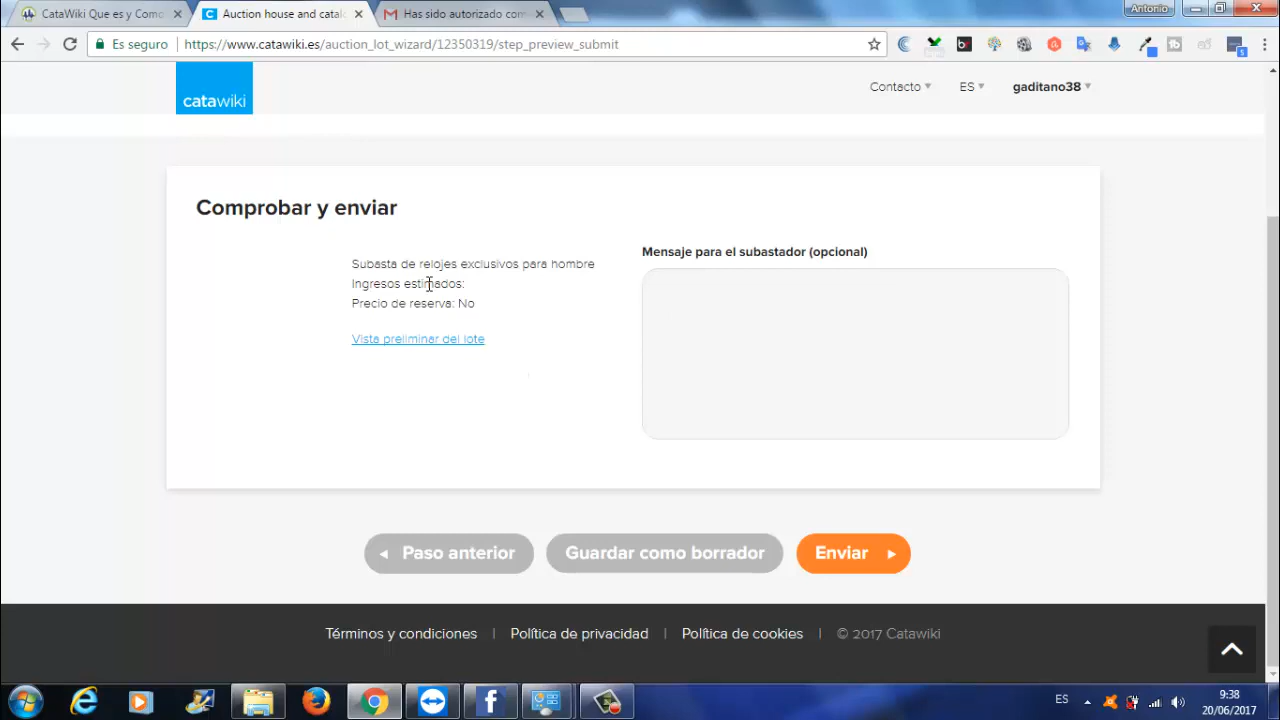 CataWiki Que es y Como
Auction house and catal
Has sido autorizado com
Antonio
Es seguro
https://www.catawiki.es/auction_lot_wizard/12350319/step_preview_submit
catawiki
Contacto
ES
gaditano38
Comprobar y enviar
Subasta de relojes exclusivos para hombre
Ingresos estimados:
Precio de reserva: No
Vista preliminar del lote
Mensaje para el subastador (opcional)
Paso anterior
Guardar como borrador
Enviar
Términos y condiciones | Política de privacidad | Política de cookies | © 2017 Catawiki
ES
9:38
20/06/2017